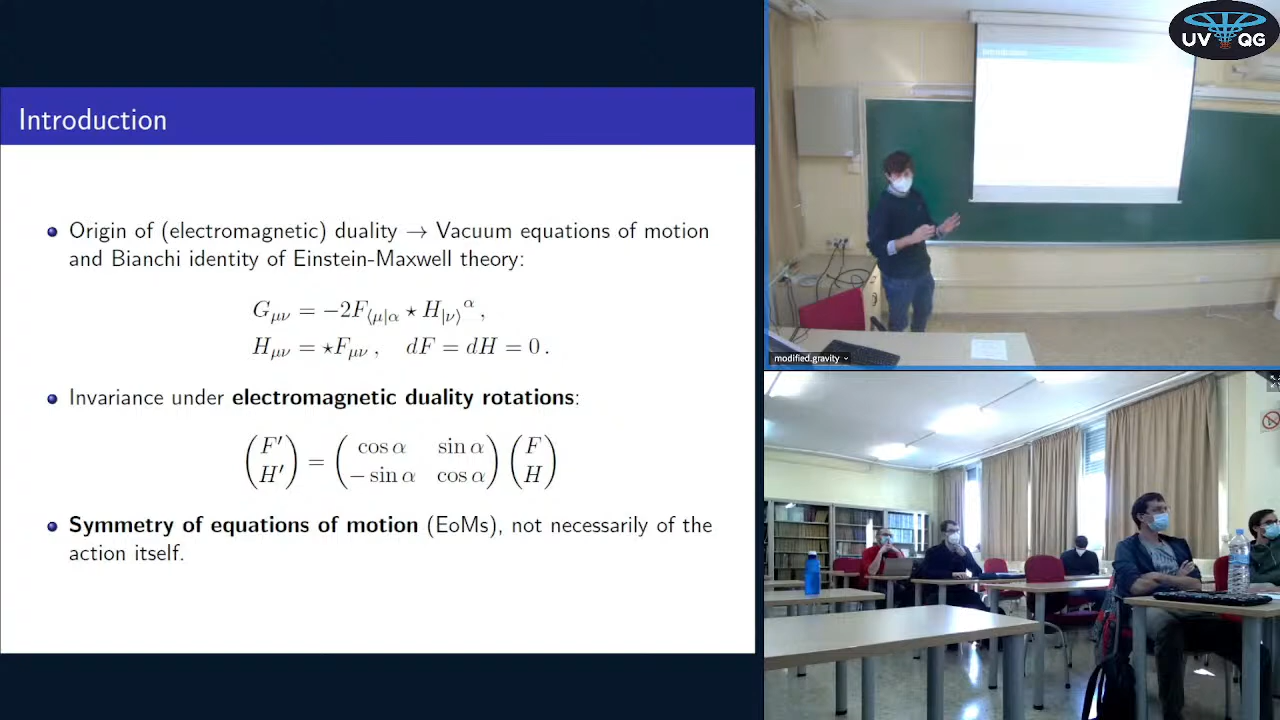 Introduction
Origin of (electromagnetic) duality → Vacuum equations of motion
and Bianchi identity of Einstein-Maxwell theory:
G_{μν} = −2F_{⟨μ|α} ⋆ H_{|ν⟩}^α ,
H_{μν} = ⋆F_{μν} , dF = dH = 0 .
Invariance under electromagnetic duality rotations:
(F′ H′) = (cos α sin α − sin α cos α) (F H)
Symmetry of equations of motion (EoMs), not necessarily of the
action itself.
UV QG
Introduction
modified.gravity